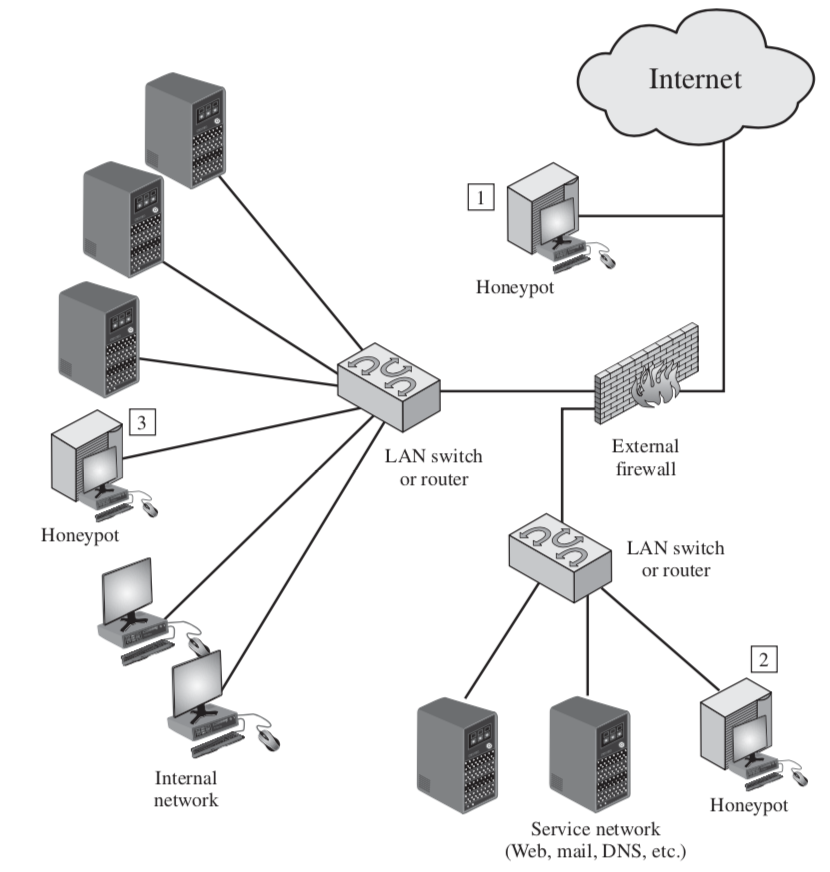 Internet
1
Honeypot
3
LAN switch
or router
External
firewall
Honeypot
LAN switch
or router
2
Internal
network
Honeypot
Service network
(Web, mail, DNS, etc.)